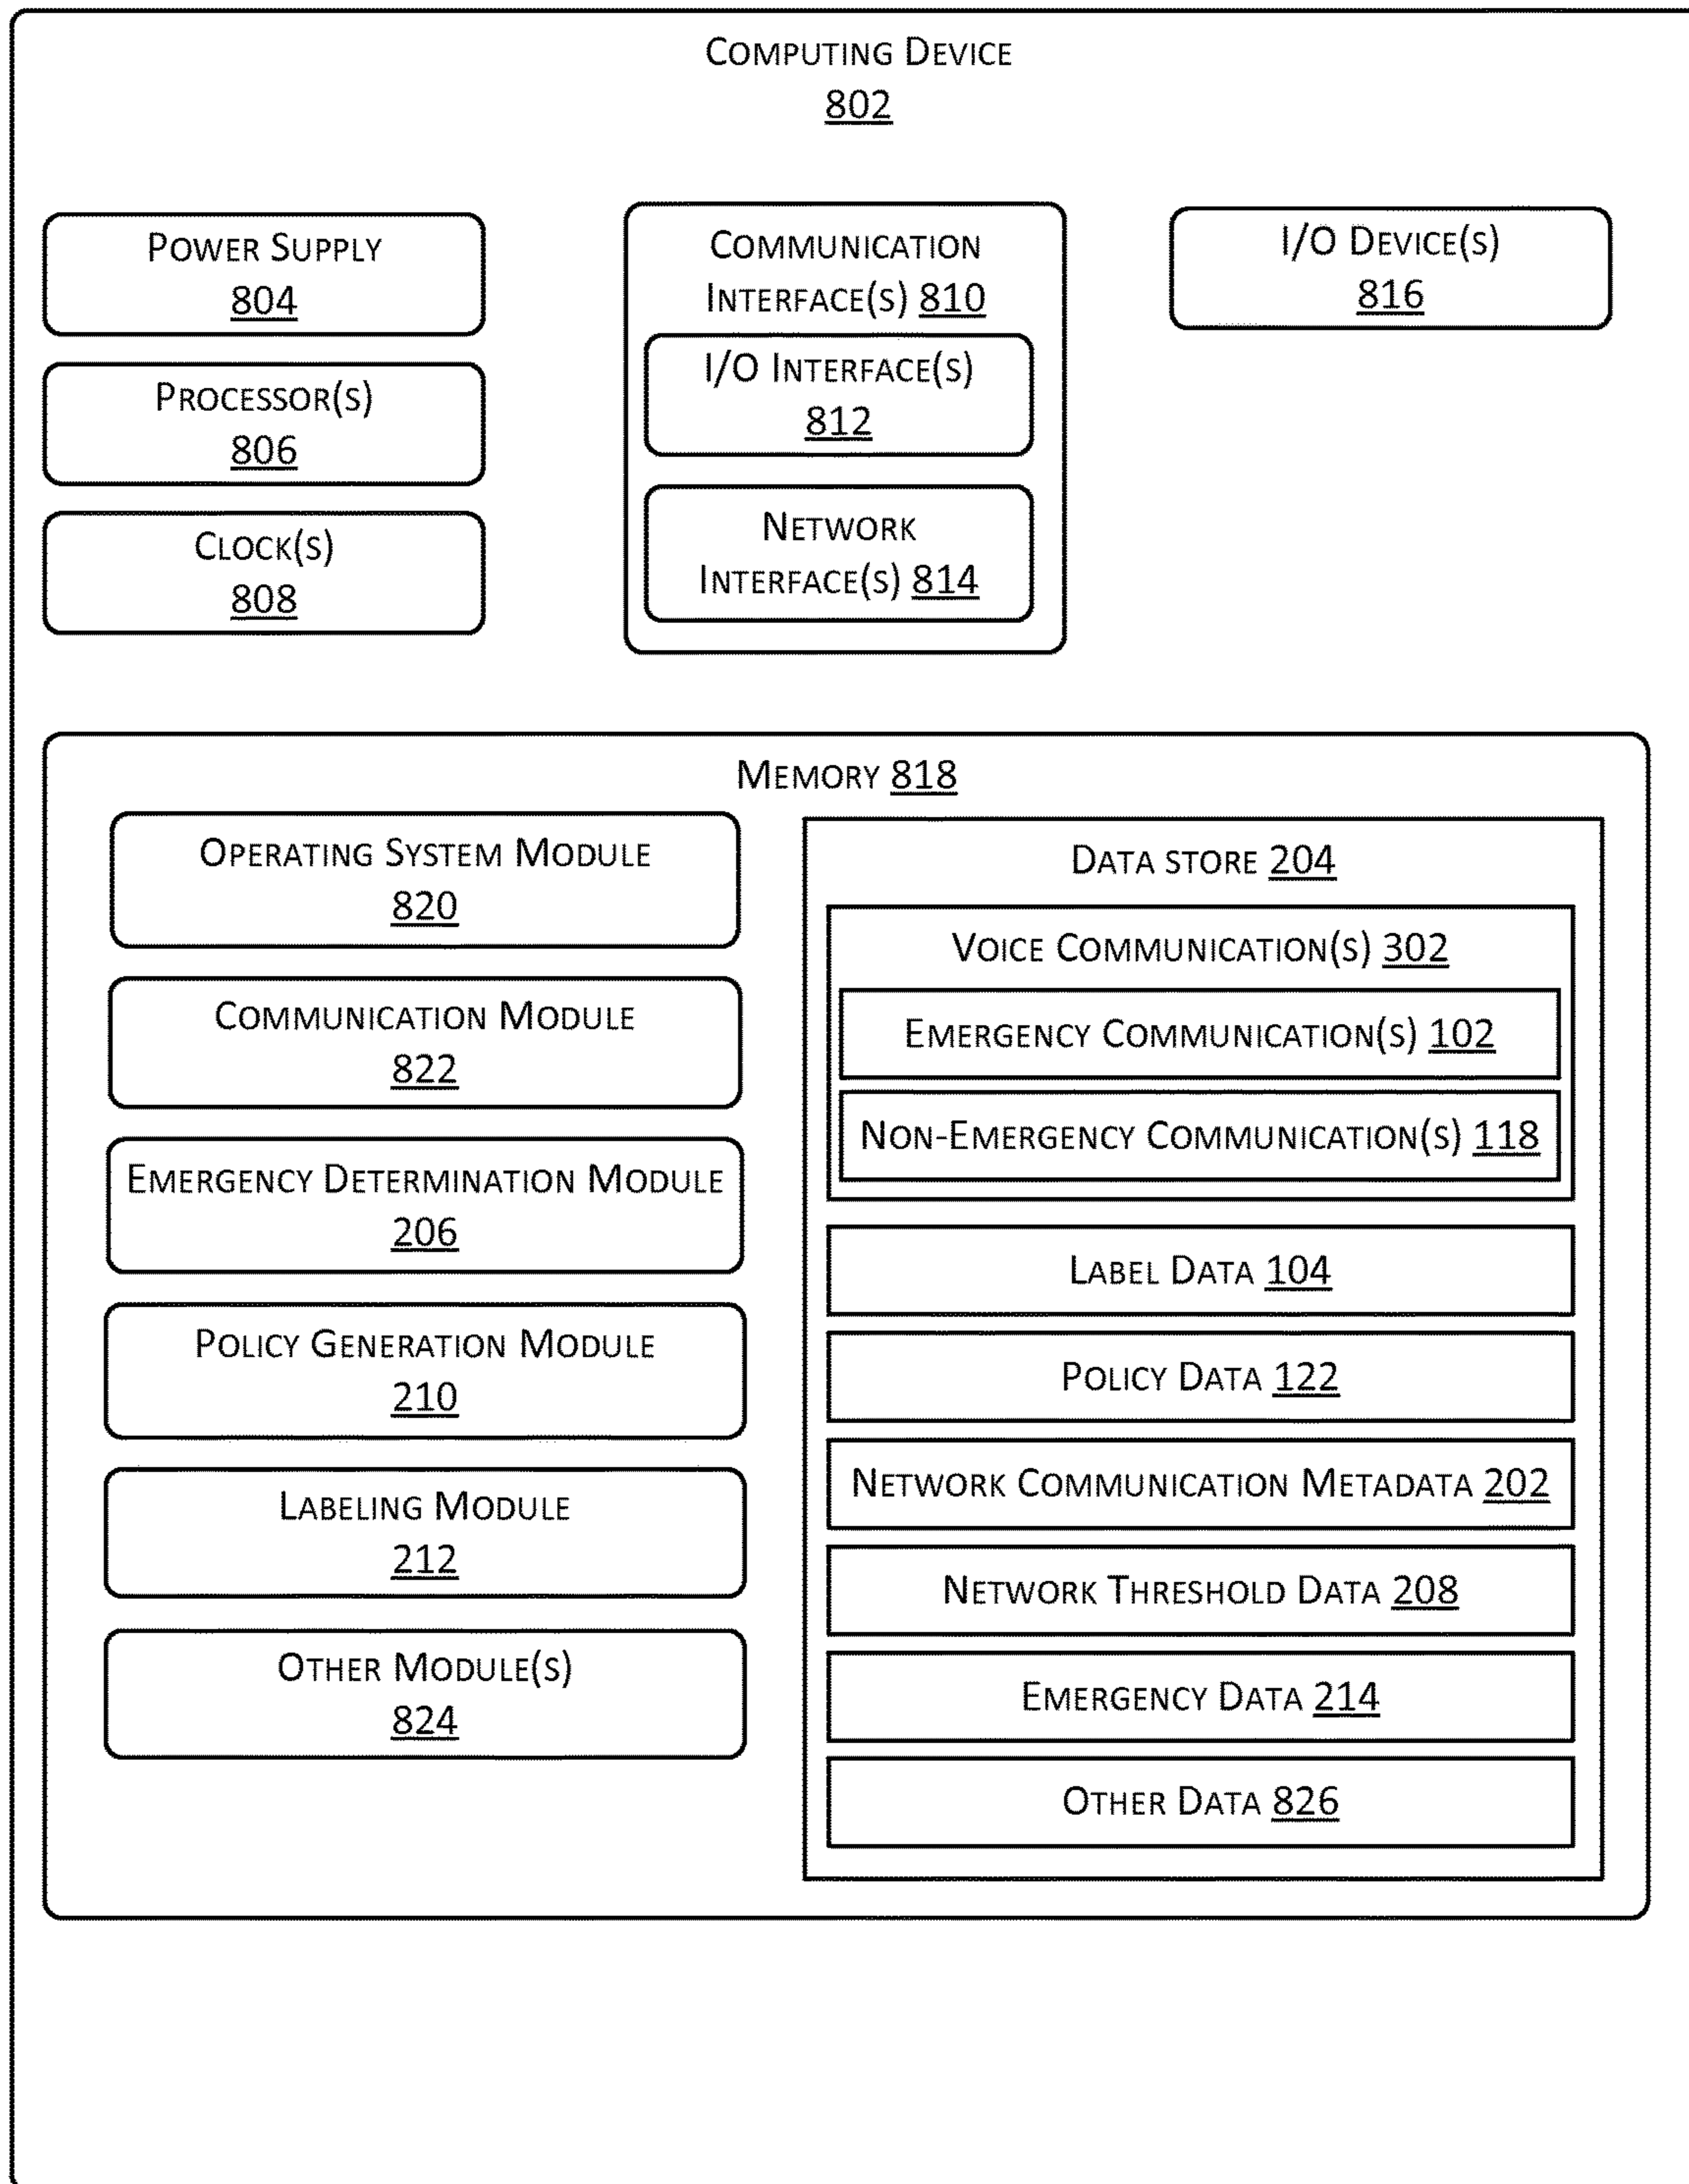 COMPUTING DEVICE
802
POWER SUPPLY
804
PROCESSOR(S)
806
CLOCK(S)
808
COMMUNICATION
INTERFACE(S) 810
I/O INTERFACE(S)
812
NETWORK
INTERFACE(S) 814
I/O DEVICE(S)
816
MEMORY 818
OPERATING SYSTEM MODULE
820
COMMUNICATION MODULE
822
EMERGENCY DETERMINATION MODULE
206
POLICY GENERATION MODULE
210
LABELING MODULE
212
OTHER MODULE(S)
824
DATA STORE 204
VOICE COMMUNICATION(S) 302
EMERGENCY COMMUNICATION(S) 102
NON-EMERGENCY COMMUNICATION(S) 118
LABEL DATA 104
POLICY DATA 122
NETWORK COMMUNICATION METADATA 202
NETWORK THRESHOLD DATA 208
EMERGENCY DATA 214
OTHER DATA 826